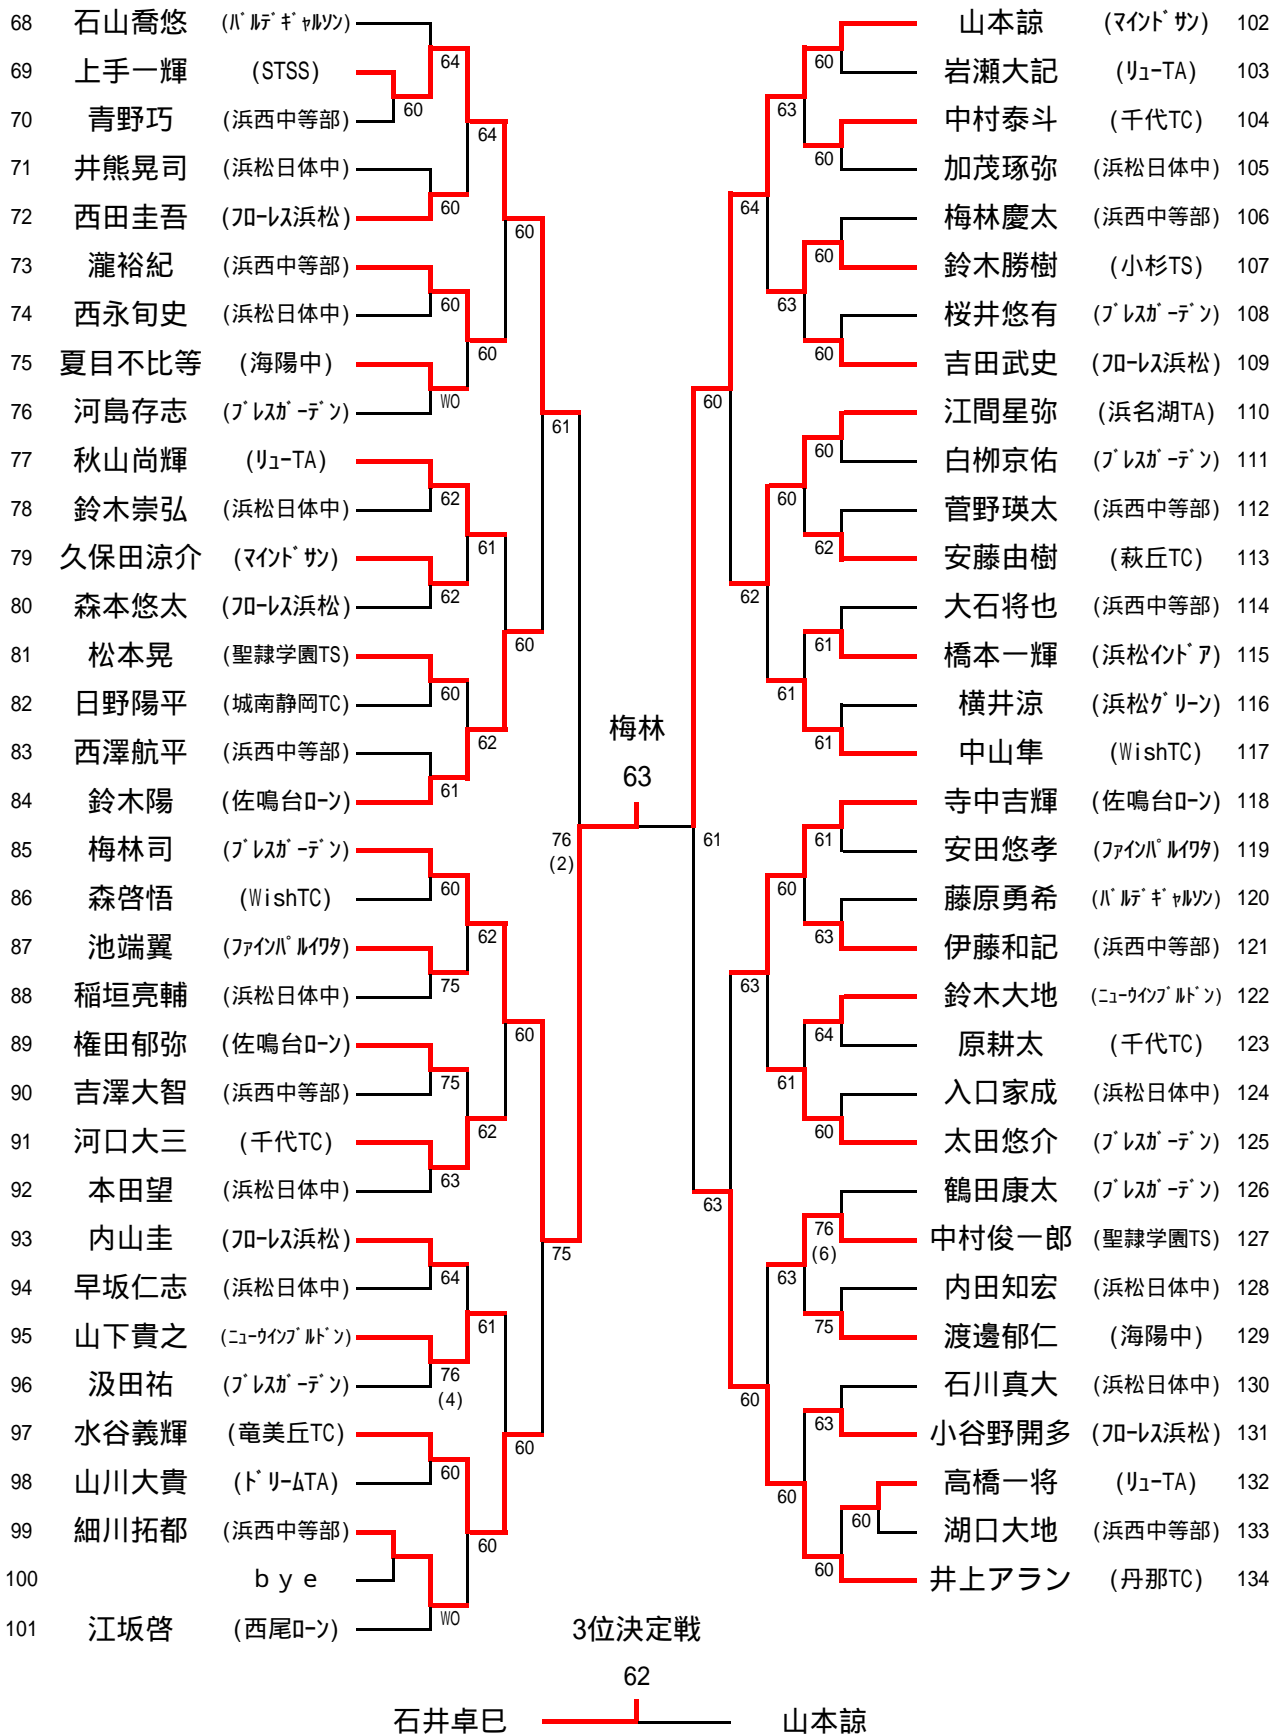 68 石山喬悠 (バルデギャルソン)
69 上手一輝 (STSS)
70 青野巧 (浜西中等部)
71 井熊晃司 (浜松日体中)
72 西田圭吾 (フローレス浜松)
73 瀧裕紀 (浜西中等部)
74 西永旬史 (浜松日体中)
75 夏目不比等 (海陽中)
76 河島存志 (ブレスガーデン)
77 秋山尚輝 (リューTA)
78 鈴木崇弘 (浜松日体中)
79 久保田涼介 (マインドサン)
80 森本悠太 (フローレス浜松)
81 松本晃 (聖隷学園TS)
82 日野陽平 (城南静岡TC)
83 西澤航平 (浜西中等部)
84 鈴木陽 (佐鳴台ローン)
85 梅林司 (ブレスガーデン)
86 森啓悟 (WishTC)
87 池端翼 (ファインパルイワタ)
88 稲垣亮輔 (浜松日体中)
89 権田郁弥 (佐鳴台ローン)
90 吉澤大智 (浜西中等部)
91 河口大三 (千代TC)
92 本田望 (浜松日体中)
93 内山圭 (フローレス浜松)
94 早坂仁志 (浜松日体中)
95 山下貴之 (ニューウインブルドン)
96 汲田祐 (ブレスガーデン)
97 水谷義輝 (竜美丘TC)
98 山川大貴 (ドリームTA)
99 細川拓都 (浜西中等部)
100 bye
101 江坂啓 (西尾ローン)
60
64
60
60
WO
62
62
60
61
60
75
75
63
64
76
(4)
60
WO
64
60
61
62
62
62
61
60
60
60
60
60
61
75
76
(2)
梅林
63
61
60
63
64
62
63
60
63
63
60
61
60
61
63
60
60
60
60
60
60
62
61
61
61
63
64
60
76
(6)
75
63
60
60
山本諒 (マインドサン) 102
岩瀬大記 (リューTA) 103
中村泰斗 (千代TC) 104
加茂琢弥 (浜松日体中) 105
梅林慶太 (浜西中等部) 106
鈴木勝樹 (小杉TS) 107
桜井悠有 (ブレスガーデン) 108
吉田武史 (フローレス浜松) 109
江間星弥 (浜名湖TA) 110
白栁京佑 (ブレスガーデン) 111
菅野瑛太 (浜西中等部) 112
安藤由樹 (萩丘TC) 113
大石将也 (浜西中等部) 114
橋本一輝 (浜松インドア) 115
横井涼 (浜松グリーン) 116
中山隼 (WishTC) 117
寺中吉輝 (佐鳴台ローン) 118
安田悠孝 (ファインパルイワタ) 119
藤原勇希 (バルデギャルソン) 120
伊藤和記 (浜西中等部) 121
鈴木大地 (ニューウインブルドン) 122
原耕太 (千代TC) 123
入口家成 (浜松日体中) 124
太田悠介 (ブレスガーデン) 125
鶴田康太 (ブレスガーデン) 126
中村俊一郎 (聖隷学園TS) 127
内田知宏 (浜松日体中) 128
渡邊郁仁 (海陽中) 129
石川真大 (浜松日体中) 130
小谷野開多 (フローレス浜松) 131
高橋一将 (リューTA) 132
湖口大地 (浜西中等部) 133
井上アラン (丹那TC) 134
3位決定戦
62
石井卓巳 山本諒